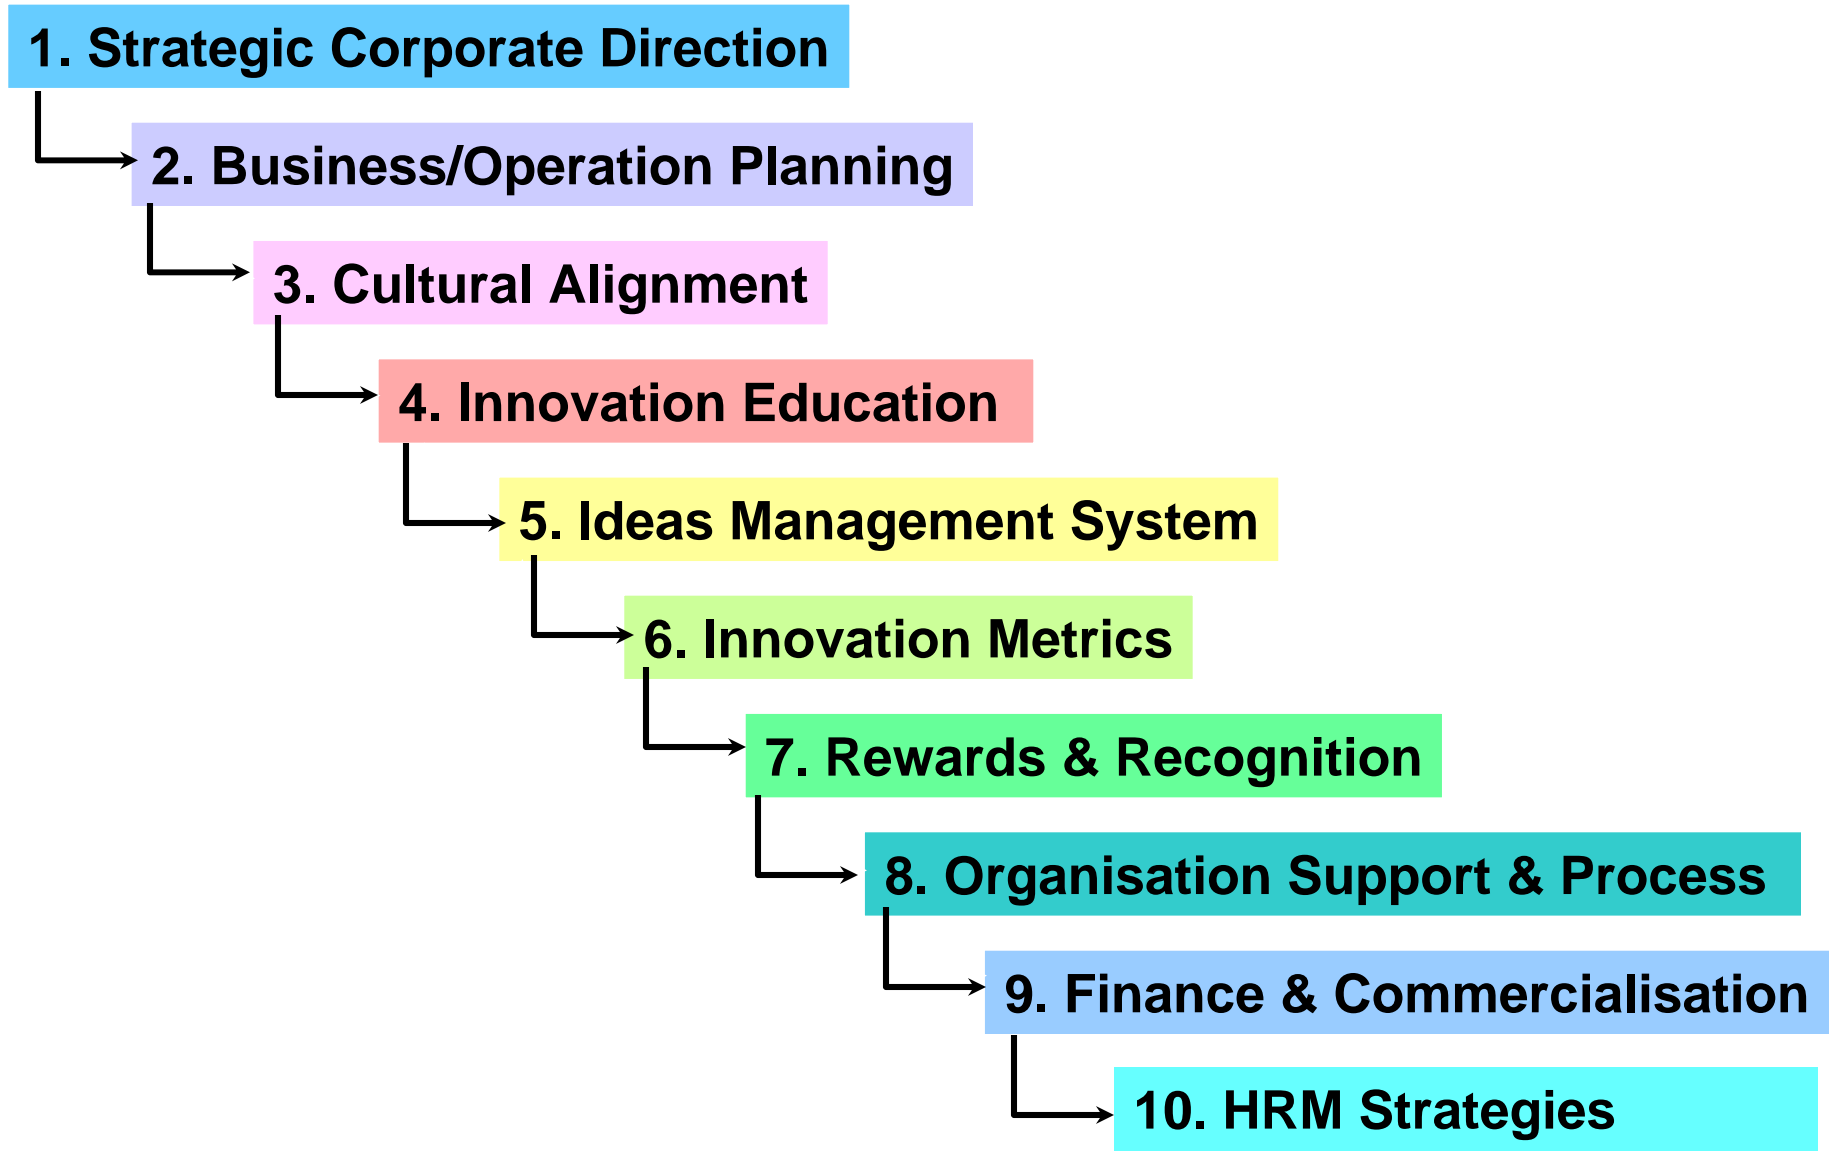 1. Strategic Corporate Direction
2. Business/Operation Planning
3. Cultural Alignment
4. Innovation Education
5. Ideas Management System
6. Innovation Metrics
7. Rewards & Recognition
8. Organisation Support & Process
9. Finance & Commercialisation
10. HRM Strategies